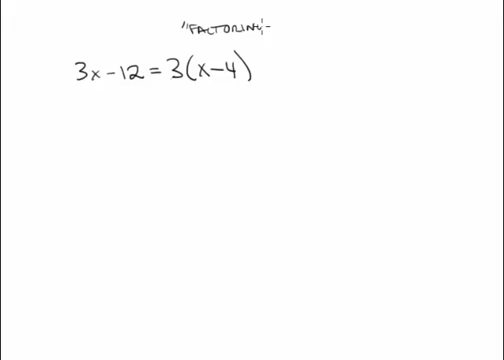 "FACTORING"
3x - 12 = 3(x - 4)